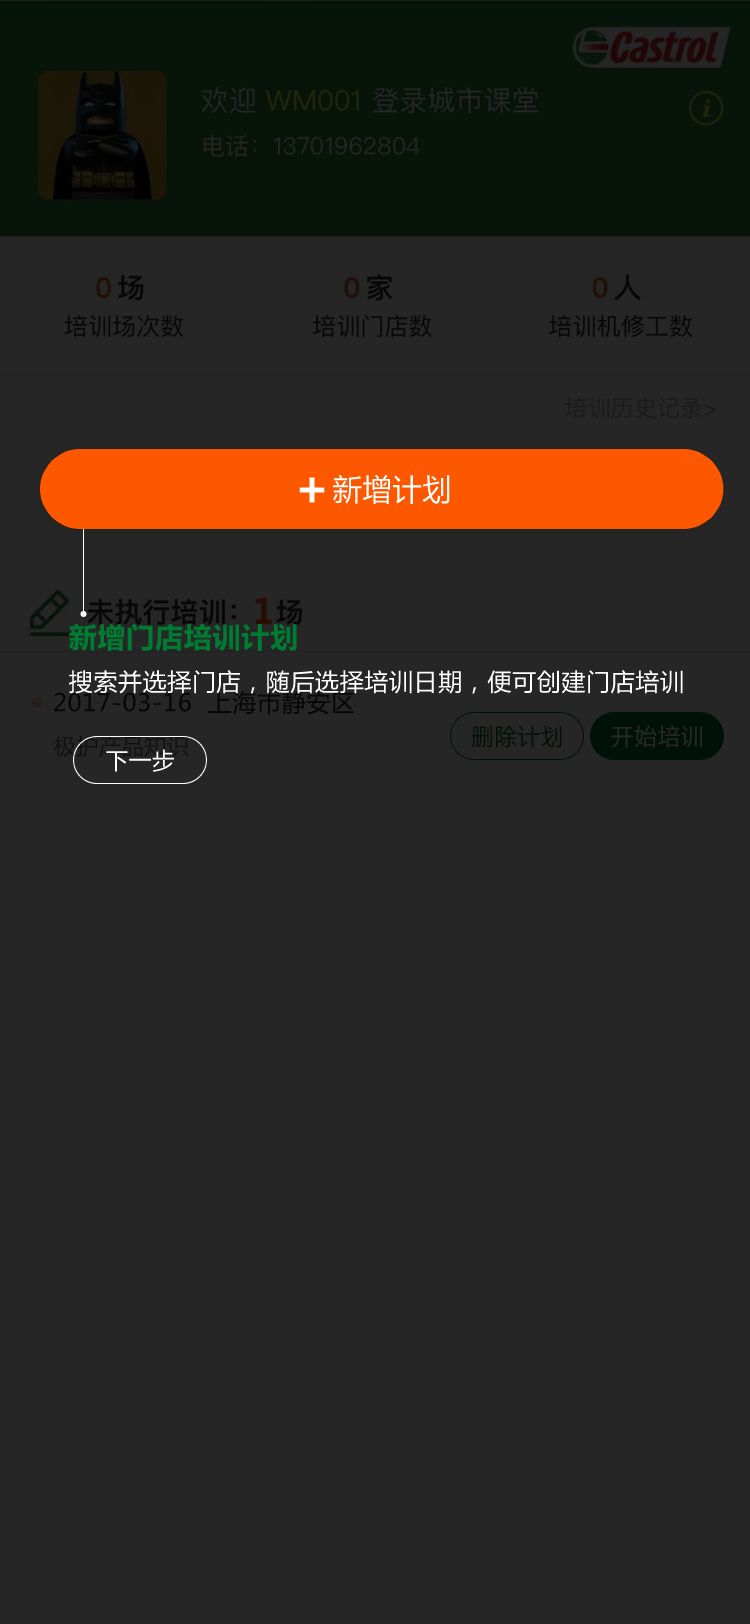 Castrol
欢迎 WM001 登录城市课堂
i
电话：13701962804
0场 0家 0人
培训场次数 培训门店数 培训机修工数
培训历史记录>
+ 新增计划
未执行培训：1场
新增门店培训计划
搜索并选择门店，随后选择培训日期，便可创建门店培训
2017-03-16 上海市静安区
极护产品知识
删除计划 开始培训
下一步